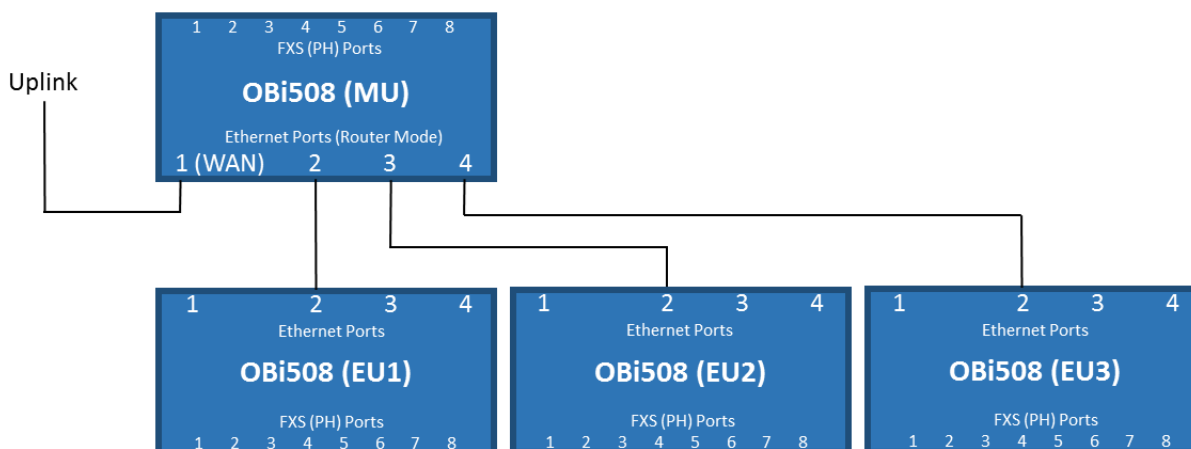 1 2 3 4 5 6 7 8
FXS (PH) Ports
Uplink
OBi508 (MU)
Ethernet Ports (Router Mode)
1 (WAN) 2 3 4
1 2 3 4
Ethernet Ports
OBi508 (EU1)
FXS (PH) Ports
1 2 3 4 5 6 7 8
1 2 3 4
Ethernet Ports
OBi508 (EU2)
FXS (PH) Ports
1 2 3 4 5 6 7 8
1 2 3 4
Ethernet Ports
OBi508 (EU3)
FXS (PH) Ports
1 2 3 4 5 6 7 8